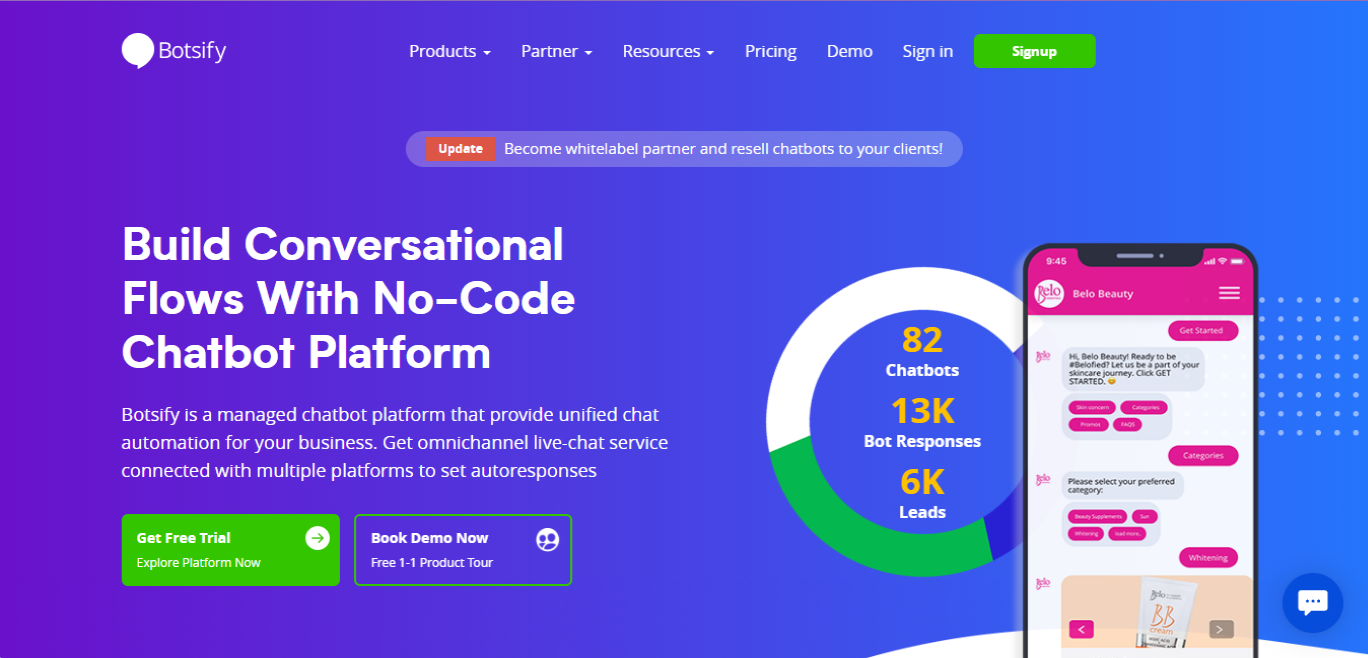 Botsify
Products
Partner
Resources
Pricing
Demo
Sign in
Signup
Update
Become whitelabel partner and resell chatbots to your clients!
Build Conversational
Flows With No-Code
Chatbot Platform
Botsify is a managed chatbot platform that provide unified chat
automation for your business. Get omnichannel live-chat service
connected with multiple platforms to set autoresponses
Get Free Trial
Explore Platform Now
Book Demo Now
Free 1-1 Product Tour
82
Chatbots
13K
Bot Responses
6K
Leads
9:45
Belo
Belo Beauty
Get Started
Belo
Hi, Belo Beauty! Ready to be
#Belofied? Let us be a part of your
skincare journey. Click GET
STARTED. 😊
Skin concern
Categories
Promos
FAQS
Categories
Belo
Please select your preferred
category:
Beauty Supplements
Sun
Whitening
load more..
Whitening
Belo
Belo
BB
cream